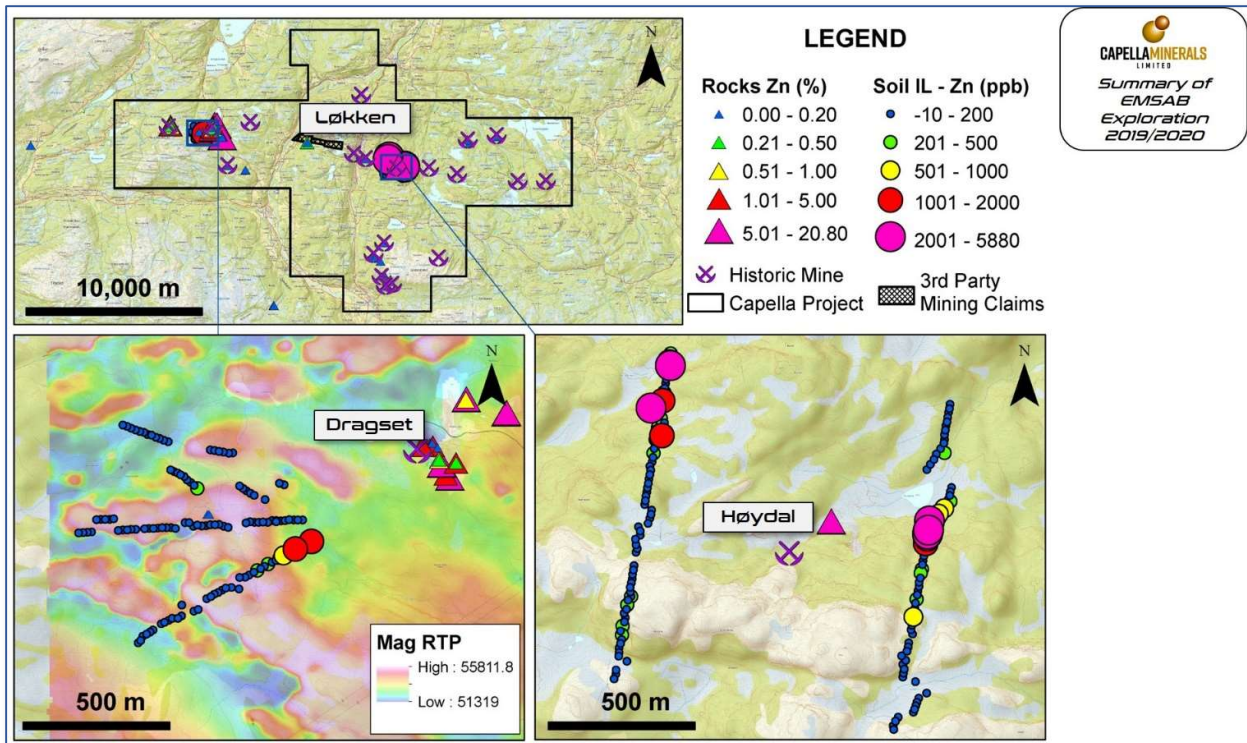 Løkken
N
10,000 m
LEGEND
Rocks Zn (%)
0.00 - 0.20
0.21 - 0.50
0.51 - 1.00
1.01 - 5.00
5.01 - 20.80
Soil IL - Zn (ppb)
-10 - 200
201 - 500
501 - 1000
1001 - 2000
2001 - 5880
Historic Mine
Capella Project
3rd Party
Mining Claims
CAPELLA MINERALS
LIMITED
Summary of
EMSAB
Exploration
2019/2020
N
Dragset
Mag RTP
High : 55811.8
Low : 51319
500 m
N
Høydal
500 m